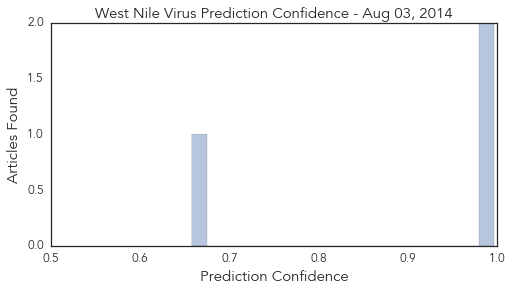 West Nile Virus Prediction Confidence - Aug 03, 2014
2.0
1.5
1.0
0.5
0.0
Articles Found
0.5 0.6 0.7 0.8 0.9 1.0
Prediction Confidence